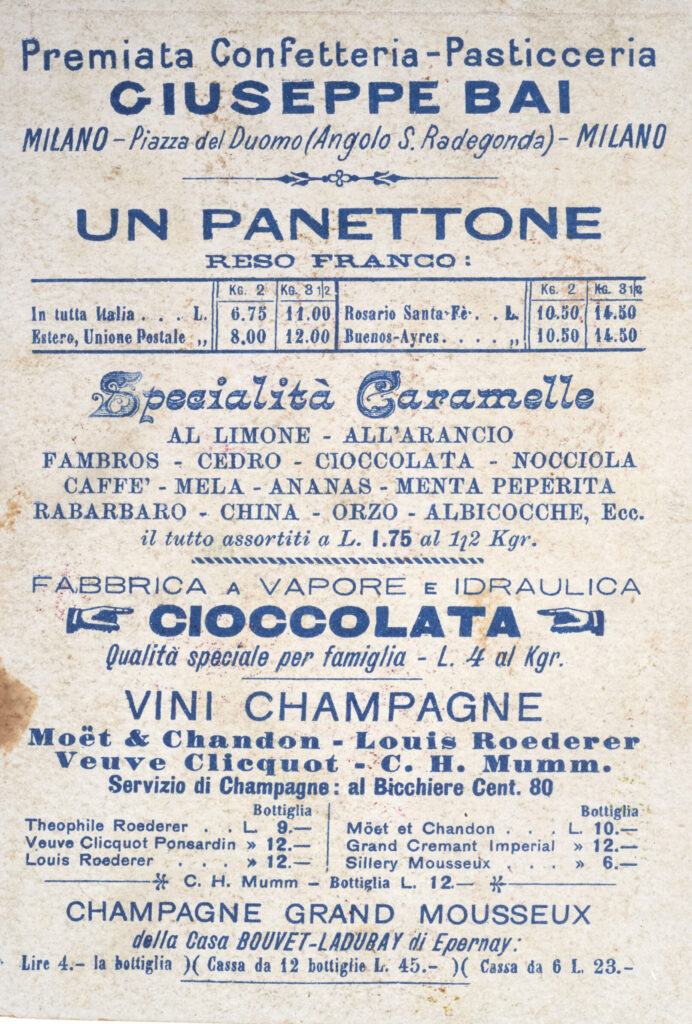 Premiata Confetteria-Pasticceria
GIUSEPPE BAI
MILANO - Piazza del Duomo (Angolo S. Radegonda) - MILANO
UN PANETTONE
RESO FRANCO:
KG. 2 KG. 3 1/2 KG. 2 KG. 3 1/2
In tutta Italia . . . L. 6.75 11.00 Rosario Santa-Fè . . L. 10.50 14.50
Estero, Unione Postale „ 8.00 12.00 Buenos-Ayres. . . . . „ 10.50 14.50
Specialità Caramelle
AL LIMONE - ALL'ARANCIO
FAMBROS - CEDRO - CIOCCOLATA - NOCCIOLA
CAFFE' - MELA - ANANAS - MENTA PEPERITA
RABARBARO - CHINA - ORZO - ALBICOCCHE, Ecc.
il tutto assortiti a L. 1.75 al 1/2 Kgr.
FABBRICA A VAPORE E IDRAULICA
CIOCCOLATA
Qualità speciale per famiglia - L. 4 al Kgr.
VINI CHAMPAGNE
Moët & Chandon - Louis Roederer
Veuve Clicquot - C. H. Mumm.
Servizio di Champagne: al Bicchiere Cent. 80
Bottiglia Bottiglia
Theophile Roederer . . L. 9.— Möet et Chandon . . . L. 10.—
Veuve Clicquot Ponsardin » 12.— Grand Cremant Imperial » 12.—
Louis Roederer . . . » 12.— Sillery Mousseux . . . » 6.—
C. H. Mumm – Bottiglia L. 12.—
CHAMPAGNE GRAND MOUSSEUX
della Casa BOUVET-LADUBAY di Epernay:
Lire 4.- la bottiglia )( Cassa da 12 bottiglie L. 45.- )( Cassa da 6 L. 23.-